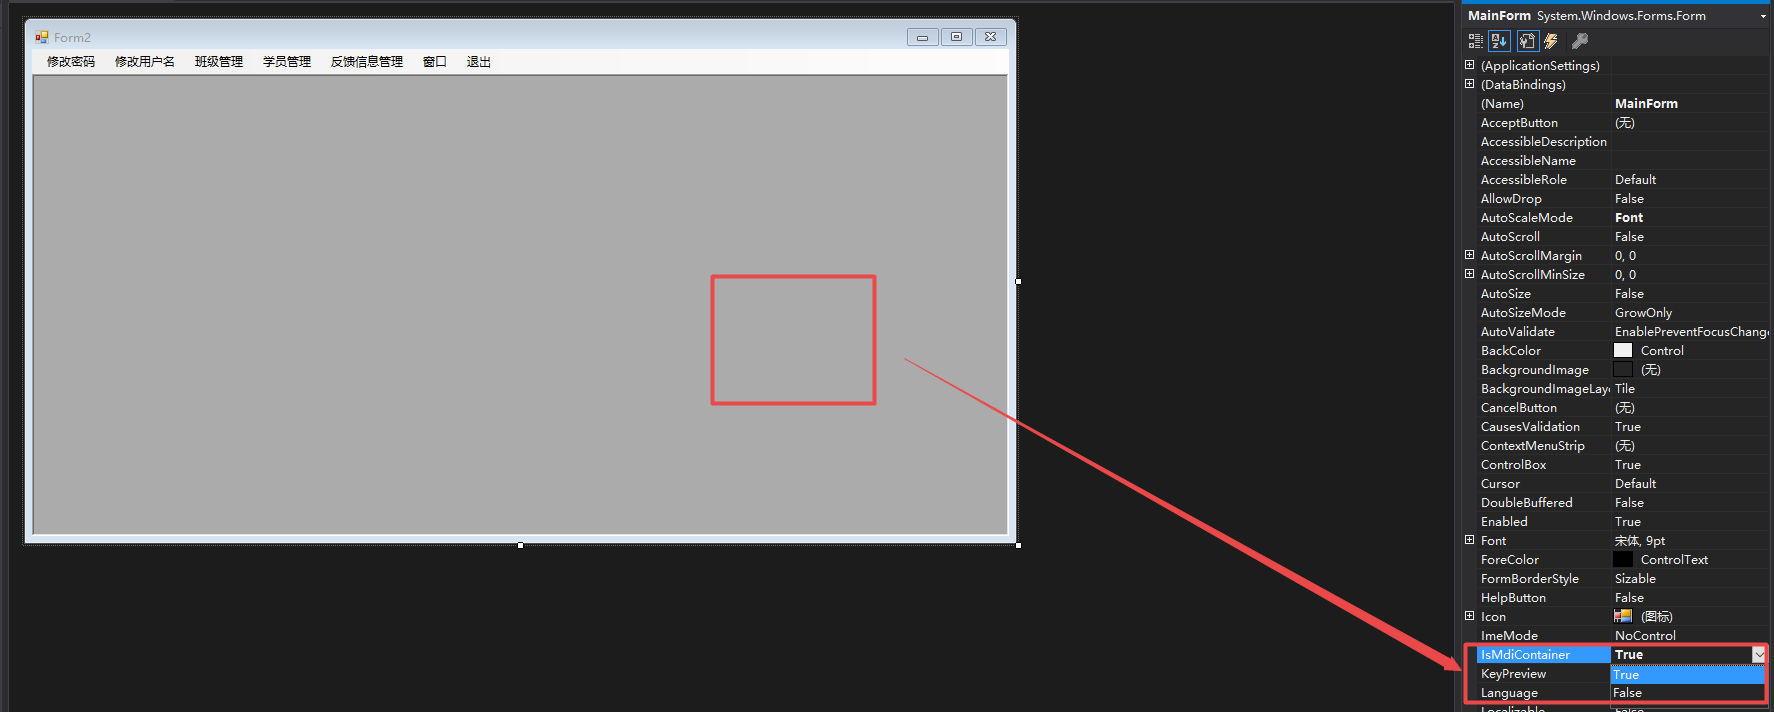 Form2
修改密码 修改用户名 班级管理 学员管理 反馈信息管理 窗口 退出
MainForm System.Windows.Forms.Form
(ApplicationSettings)
(DataBindings)
(Name) MainForm
AcceptButton (无)
AccessibleDescription
AccessibleName
AccessibleRole Default
AllowDrop False
AutoScaleMode Font
AutoScroll False
AutoScrollMargin 0, 0
AutoScrollMinSize 0, 0
AutoSize False
AutoSizeMode GrowOnly
AutoValidate EnablePreventFocusChang
BackColor Control
BackgroundImage (无)
BackgroundImageLay Tile
CancelButton (无)
CausesValidation True
ContextMenuStrip (无)
ControlBox True
Cursor Default
DoubleBuffered False
Enabled True
Font 宋体, 9pt
ForeColor ControlText
FormBorderStyle Sizable
HelpButton False
Icon (图标)
ImeMode NoControl
IsMdiContainer True
KeyPreview True
Language False
Localizable False